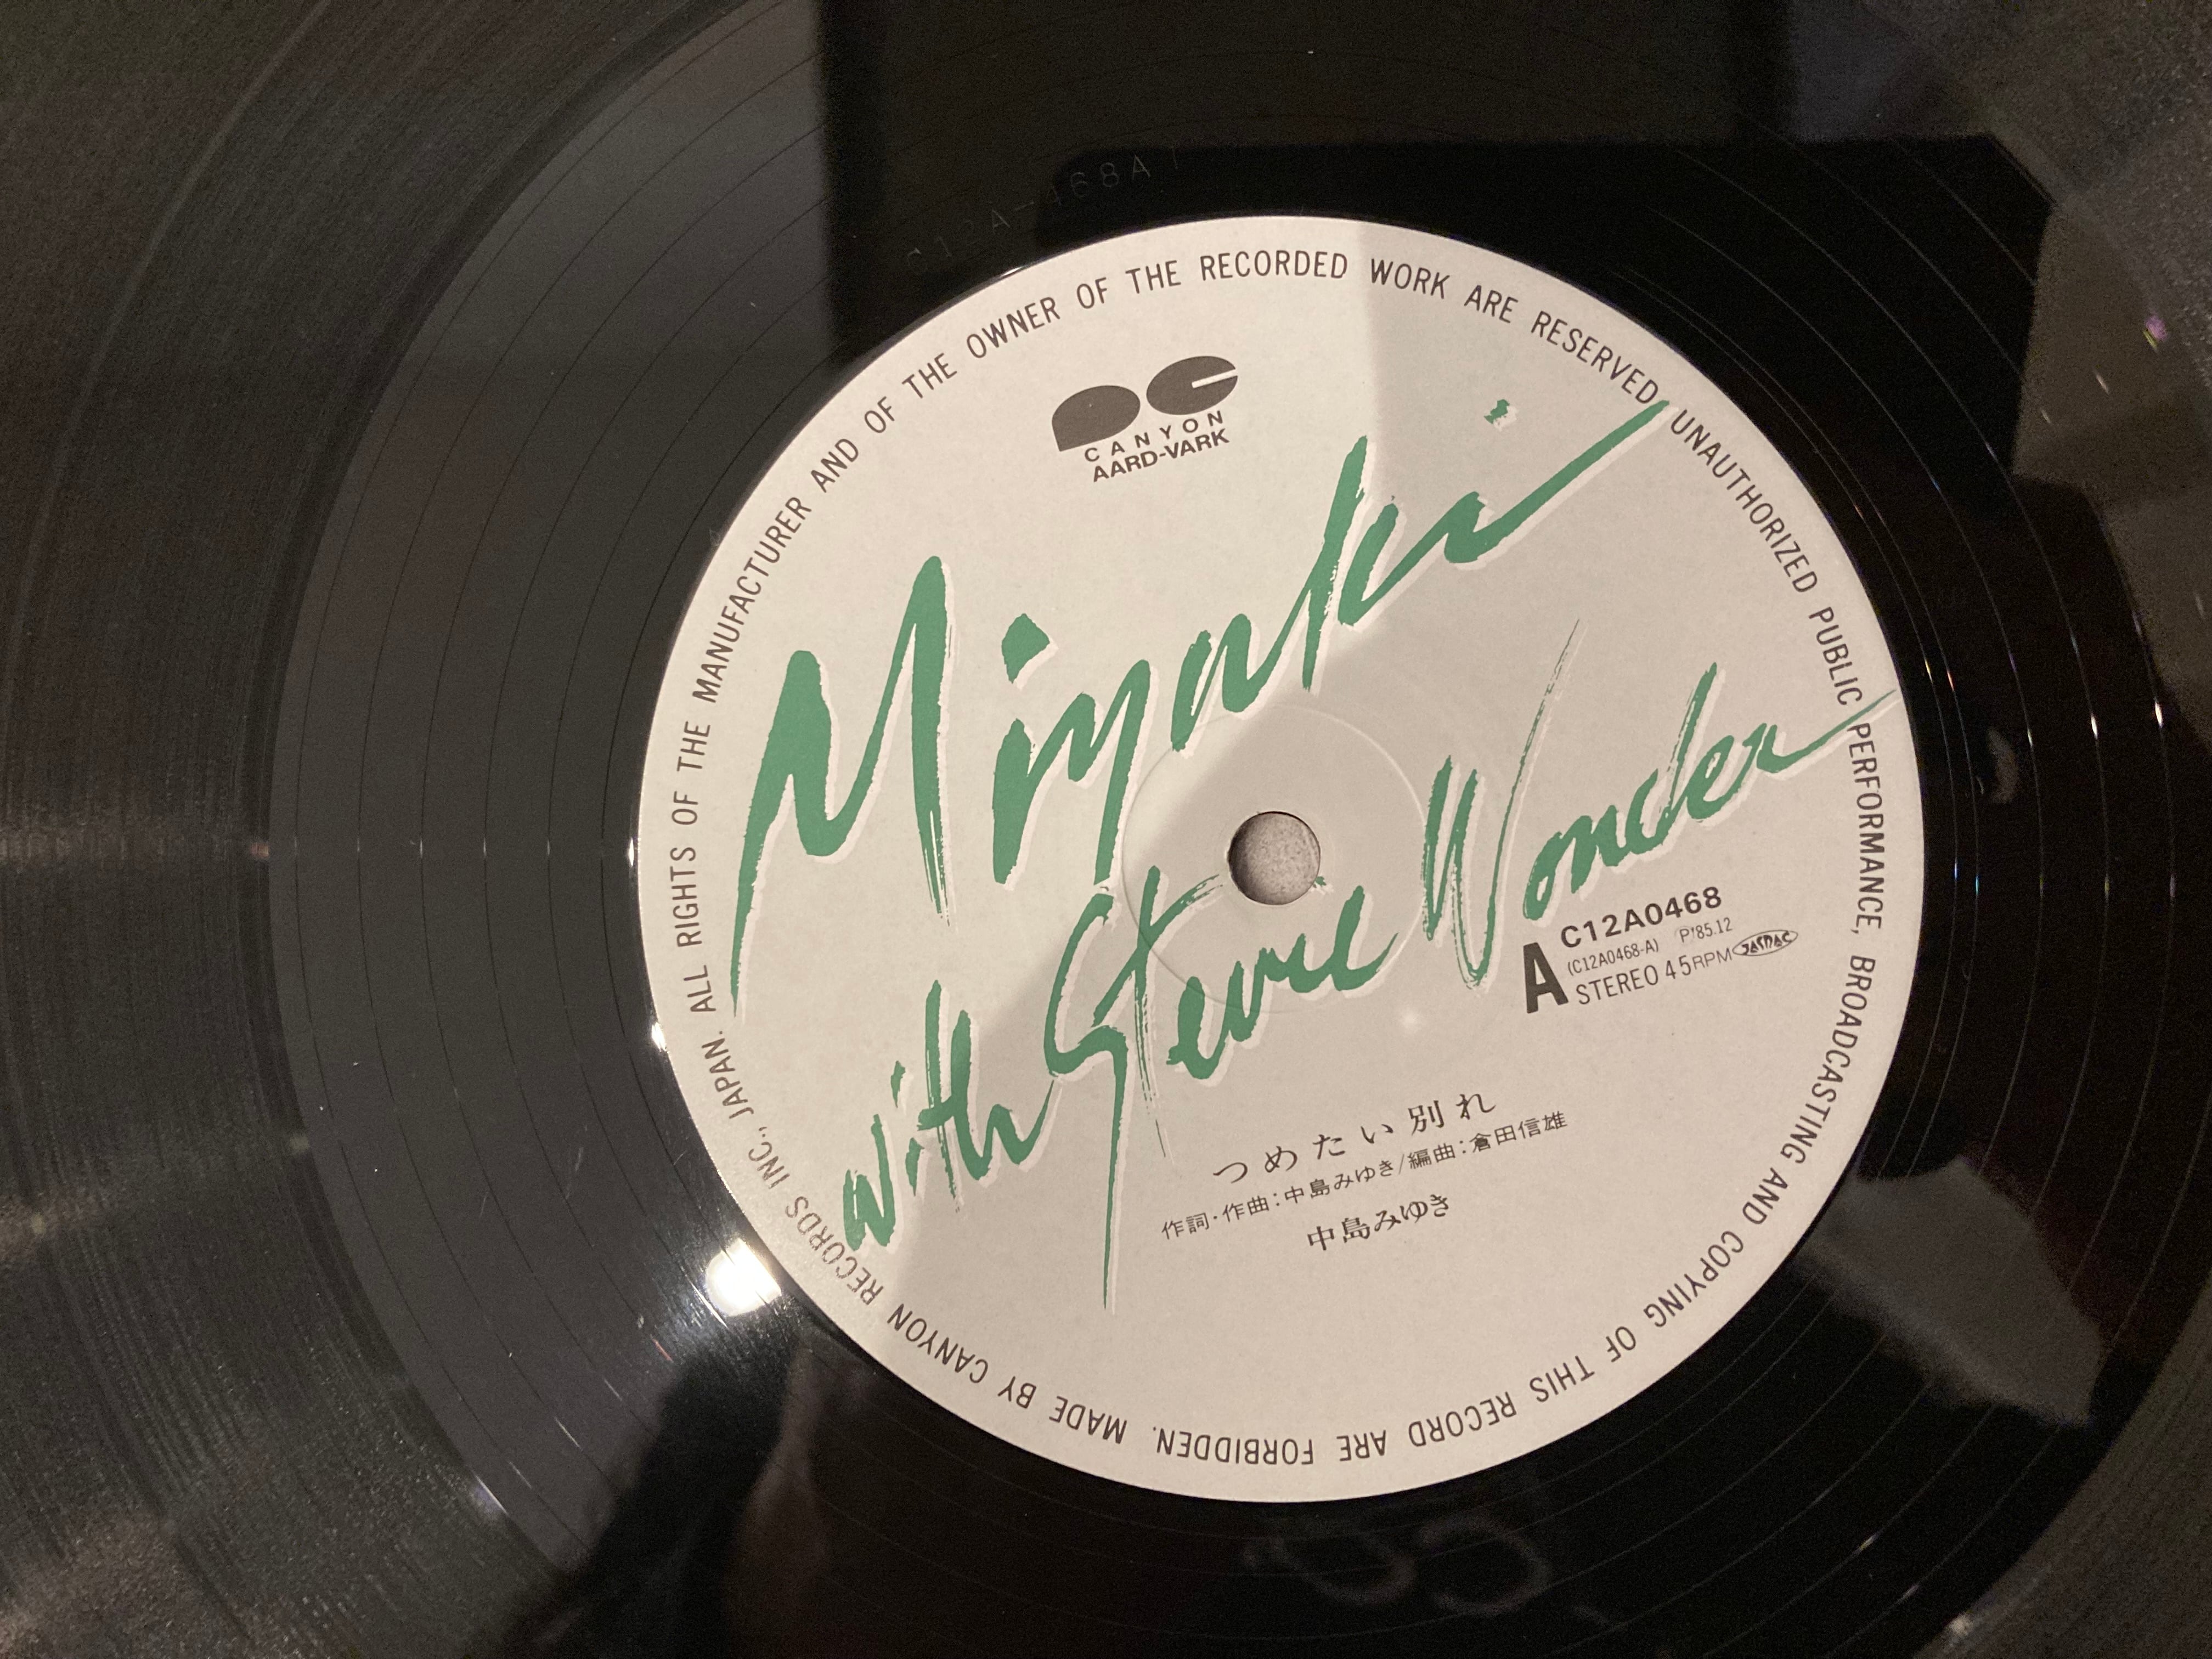 C12A-468A1
ALL RIGHTS OF THE MANUFACTURER AND OF THE OWNER OF THE RECORDED WORK ARE RESERVED UNAUTHORIZED PUBLIC PERFORMANCE, BROADCASTING AND COPYING OF THIS RECORD ARE FORBIDDEN. MADE BY CANYON RECORDS INC., JAPAN.
CANYON
AARD-VARK
Miyuki
with Stevie Wonder
A
C12A0468
(C12A0468-A) P'85.12
STEREO 45RPM JASRAC
つめたい別れ
作詞・作曲：中島みゆき/編曲：倉田信雄
中島みゆき